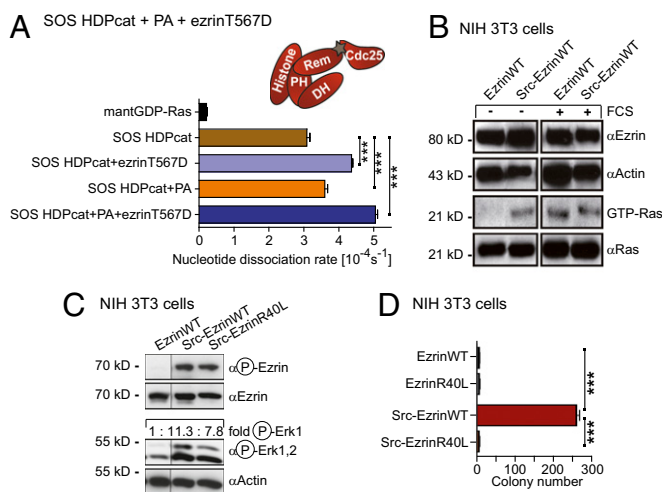 A SOS HDPcat + PA + ezrinT567D
Histone
PH
Rem
DH
Cdc25
mantGDP-Ras
SOS HDPcat
SOS HDPcat+ezrinT567D
SOS HDPcat+PA
SOS HDPcat+PA+ezrinT567D
***
***
***
0 1 2 3 4 5
Nucleotide dissociation rate [10⁻⁴s⁻¹]
B NIH 3T3 cells
EzrinWT Src-EzrinWT EzrinWT Src-EzrinWT
- - + + FCS
80 kD - αEzrin
43 kD - αActin
21 kD - GTP-Ras
21 kD - αRas
C NIH 3T3 cells
EzrinWT Src-EzrinWT Src-EzrinR40L
70 kD - αⓅ-Ezrin
70 kD - αEzrin
1 : 11.3 : 7.8 fold Ⓟ-Erk1
55 kD - αⓅ-Erk1,2
55 kD - αActin
D NIH 3T3 cells
EzrinWT
EzrinR40L
Src-EzrinWT
Src-EzrinR40L
***
***
0 100 200 300
Colony number